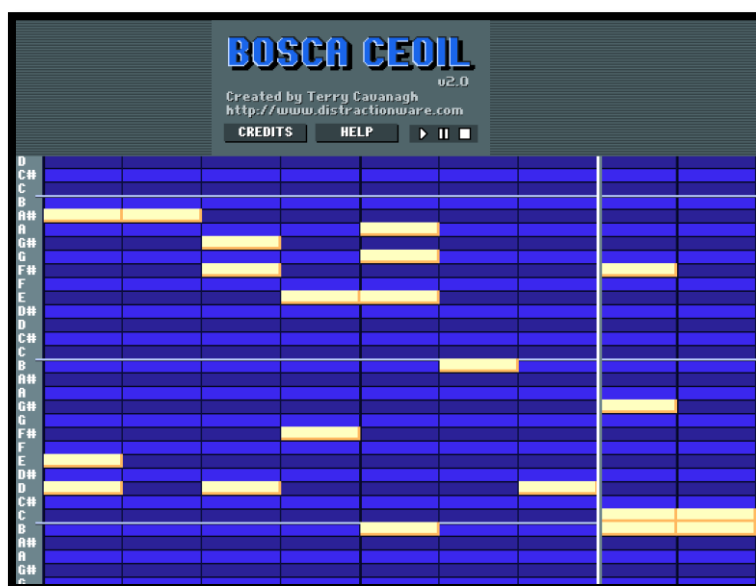 BOSCA CEOIL
v2.0
Created by Terry Cavanagh
http://www.distractionware.com
CREDITS HELP
D
C#
C
B
A#
A
G#
G
F#
F
E
D#
D
C#
C
B
A#
A
G#
G
F#
F
E
D#
D
C#
C
B
A#
A
G#
G